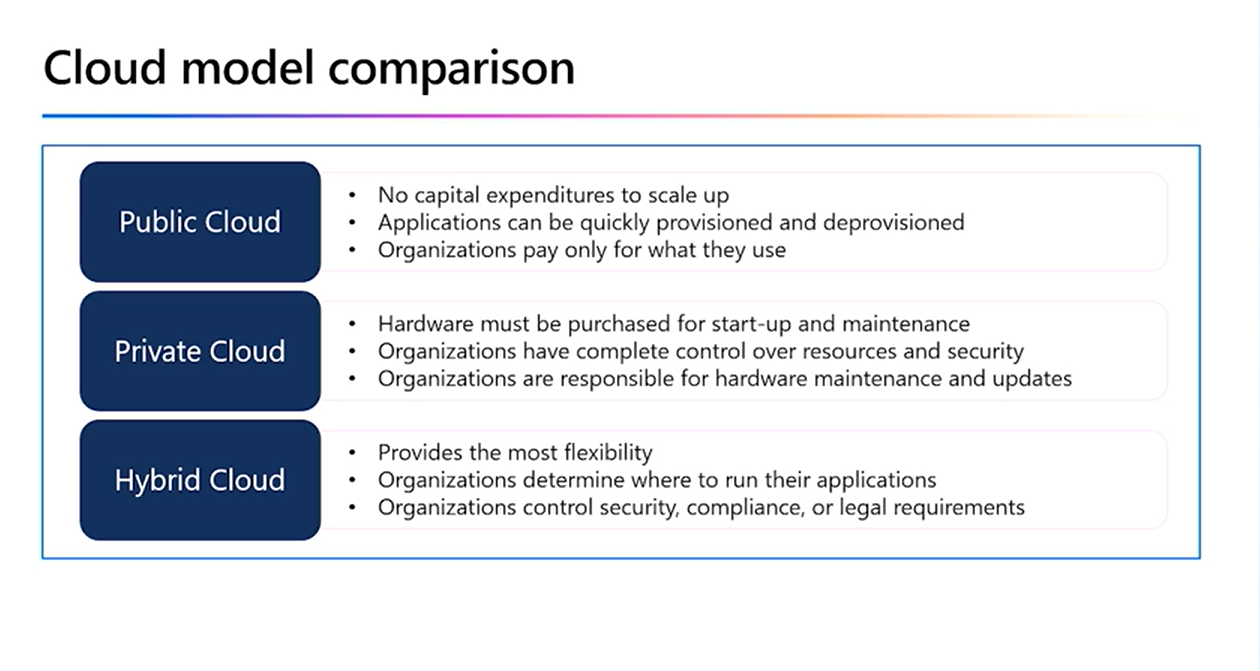 Cloud model comparison
Public Cloud
• No capital expenditures to scale up
• Applications can be quickly provisioned and deprovisioned
• Organizations pay only for what they use
Private Cloud
• Hardware must be purchased for start-up and maintenance
• Organizations have complete control over resources and security
• Organizations are responsible for hardware maintenance and updates
Hybrid Cloud
• Provides the most flexibility
• Organizations determine where to run their applications
• Organizations control security, compliance, or legal requirements